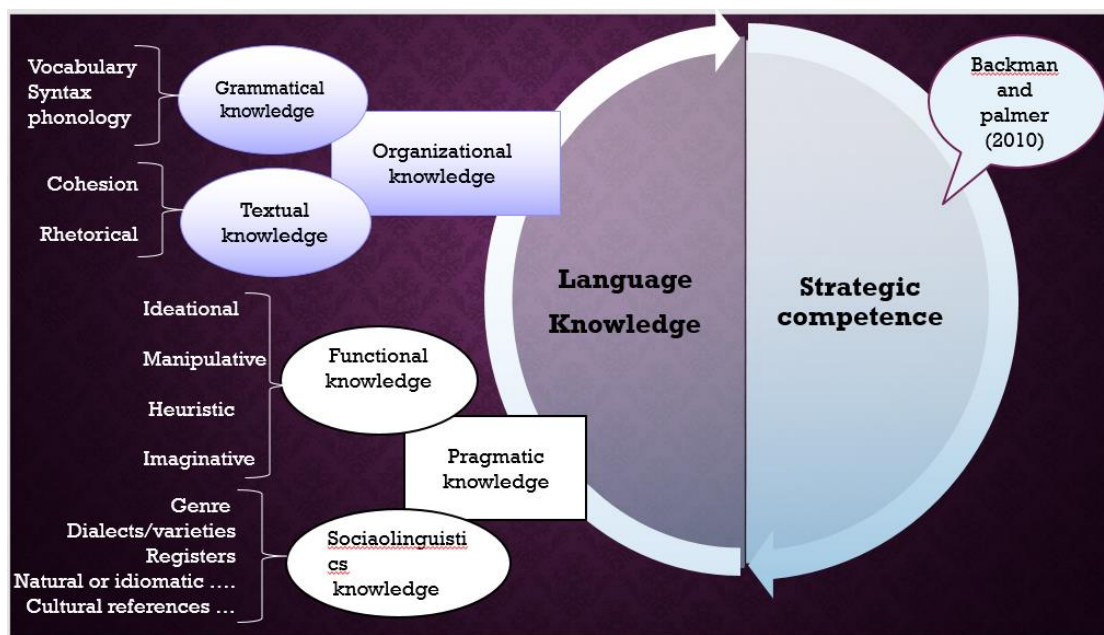 Vocabulary
Syntax
phonology
Grammatical
knowledge
Organizational
knowledge
Cohesion
Rhetorical
Textual
knowledge
Ideational
Manipulative
Heuristic
Imaginative
Functional
knowledge
Pragmatic
knowledge
Genre
Dialects/varieties
Registers
Natural or idiomatic ....
Cultural references ...
Sociaolinguisti
cs
knowledge
Language
Knowledge
Strategic
competence
Backman
and
palmer
(2010)